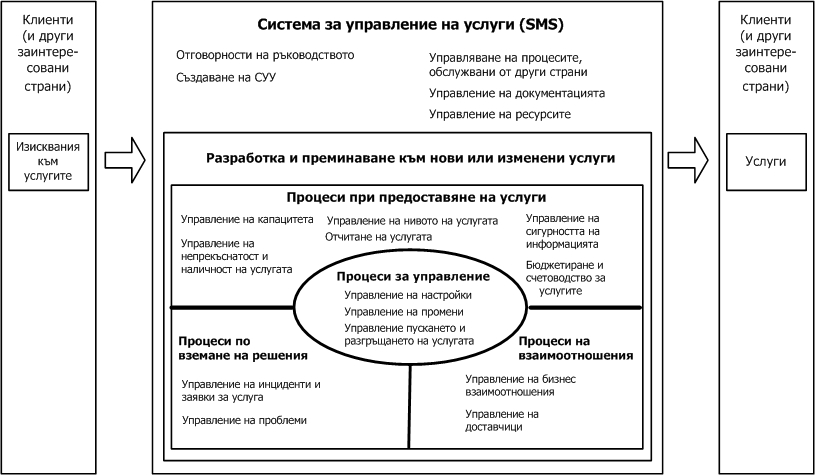 Клиенти
(и други
заинтере-
совани
страни)
Изисквания
към
услугите
Система за управление на услуги (SMS)
Отговорности на ръководството
Създаване на СУУ
Управляване на процесите,
обслужвани от други страни
Управление на документацията
Управление на ресурсите
Разработка и преминаване към нови или изменени услуги
Процеси при предоставяне на услуги
Управление на капацитета
Управление на
непрекъснатост и
наличност на услугата
Управление на нивото на услугата
Отчитане на услугата
Управление на
сигурността на
информацията
Бюджетиране и
счетоводство за
услугите
Процеси за управление
Управление на настройки
Управление на промени
Управление пускането и
разгръщането на услугата
Процеси по
вземане на решения
Управление на инциденти и
заявки за услуга
Управление на проблеми
Процеси на
взаимоотношения
Управление на бизнес
взаимоотношения
Управление на
доставчици
Клиенти
(и други
заинтере-
совани
страни)
Услуги